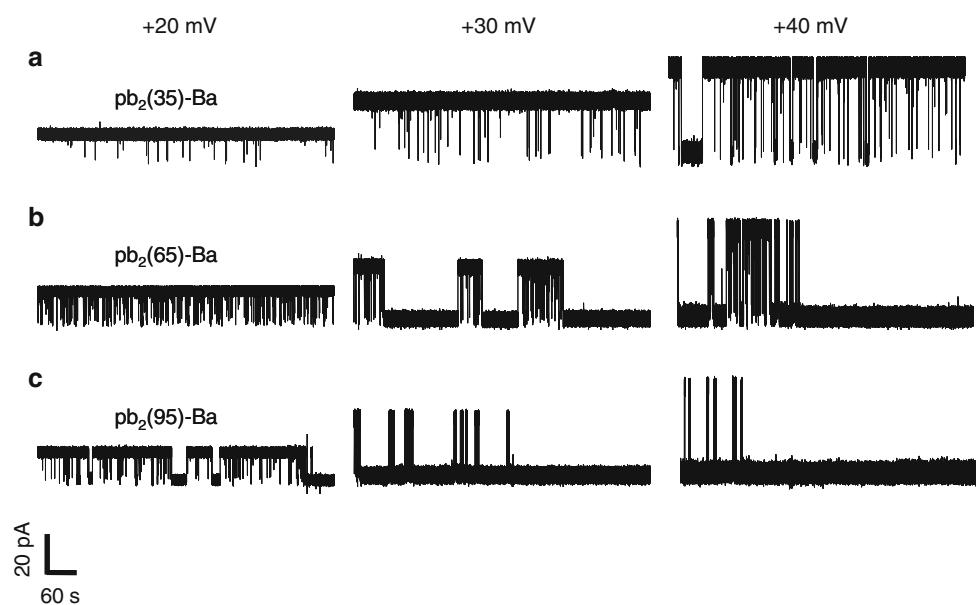 +20 mV +30 mV +40 mV
a
pb₂(35)-Ba
b
pb₂(65)-Ba
c
pb₂(95)-Ba
20 pA
60 s